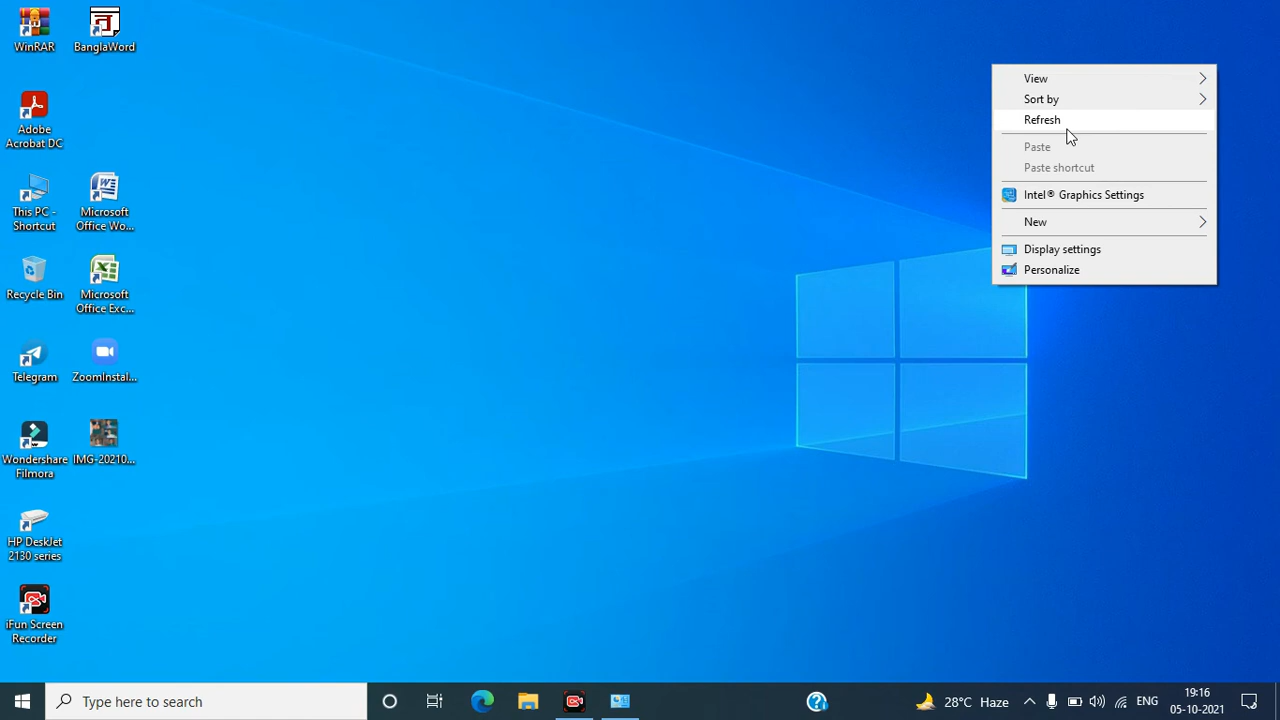 WinRAR
BanglaWord
Adobe
Acrobat DC
This PC -
Shortcut
Microsoft
Office Wo...
Recycle Bin
Microsoft
Office Exc...
Telegram
ZoomInstal...
Wondershare
Filmora
IMG-20210...
HP DeskJet
2130 series
iFun Screen
Recorder
View
Sort by
Refresh
Paste
Paste shortcut
Intel® Graphics Settings
New
Display settings
Personalize
Type here to search
28°C Haze
ENG
19:16
05-10-2021